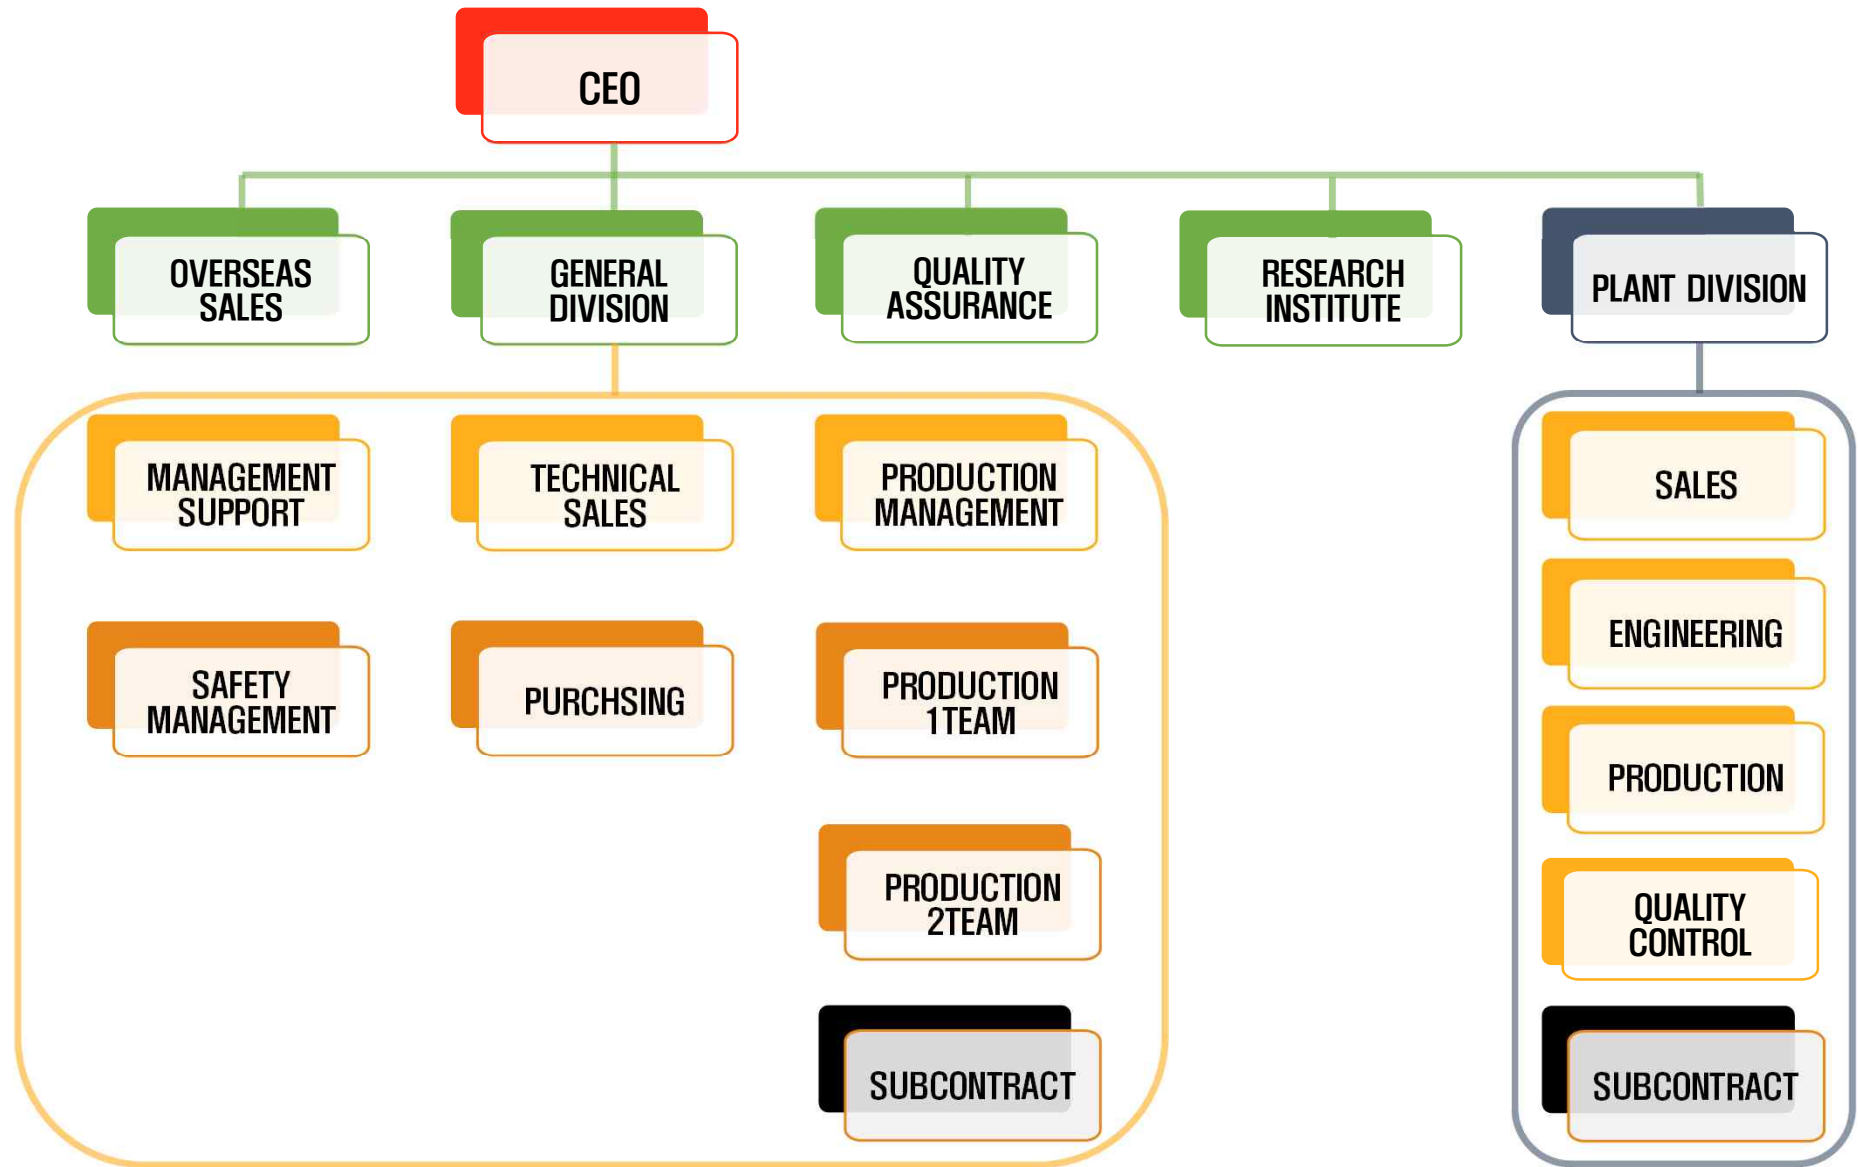 CEO
OVERSEAS
SALES
GENERAL
DIVISION
QUALITY
ASSURANCE
RESEARCH
INSTITUTE
PLANT DIVISION
MANAGEMENT
SUPPORT
TECHNICAL
SALES
PRODUCTION
MANAGEMENT
SAFETY
MANAGEMENT
PURCHSING
PRODUCTION
1TEAM
PRODUCTION
2TEAM
SUBCONTRACT
SALES
ENGINEERING
PRODUCTION
QUALITY
CONTROL
SUBCONTRACT